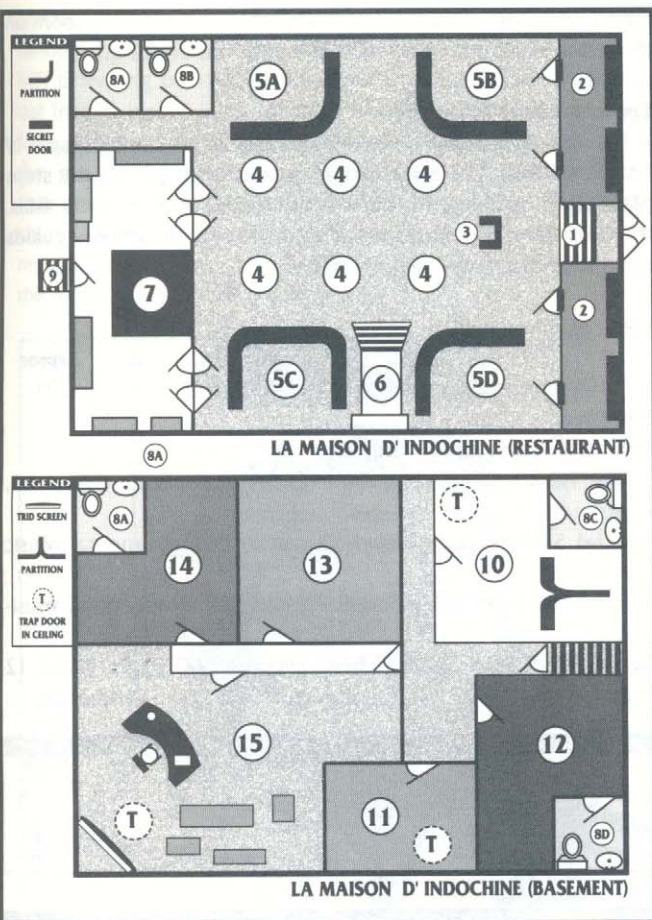 LEGEND
PARTITION
SECRET
DOOR
8A
8B
5A
5B
2
4
4
4
3
1
9
7
4
4
4
2
5C
6
5D
LA MAISON D' INDOCHINE (RESTAURANT)
8A
LEGEND
TRID SCREEN
PARTITION
T
TRAP DOOR
IN CEILING
8A
T
8C
14
13
10
15
12
T
11
T
8D
LA MAISON D' INDOCHINE (BASEMENT)